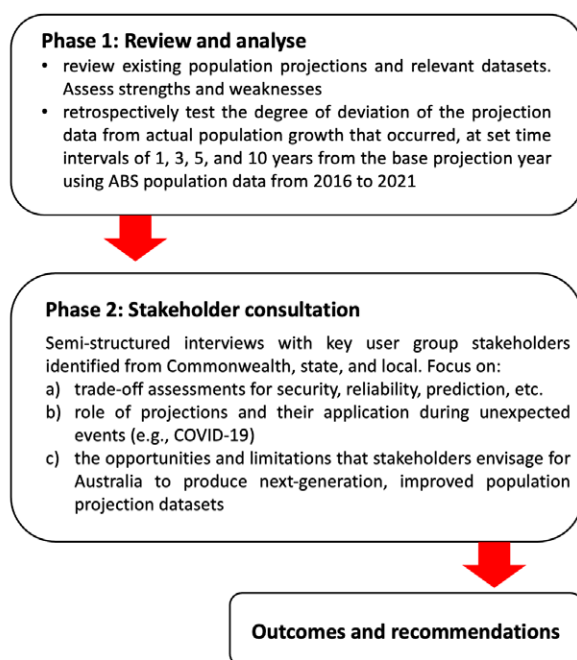 Phase 1: Review and analyse
• review existing population projections and relevant datasets.
Assess strengths and weaknesses
• retrospectively test the degree of deviation of the projection
data from actual population growth that occurred, at set time
intervals of 1, 3, 5, and 10 years from the base projection year
using ABS population data from 2016 to 2021
Phase 2: Stakeholder consultation
Semi-structured interviews with key user group stakeholders
identified from Commonwealth, state, and local. Focus on:
a) trade-off assessments for security, reliability, prediction, etc.
b) role of projections and their application during unexpected
events (e.g., COVID-19)
c) the opportunities and limitations that stakeholders envisage for
Australia to produce next-generation, improved population
projection datasets
Outcomes and recommendations